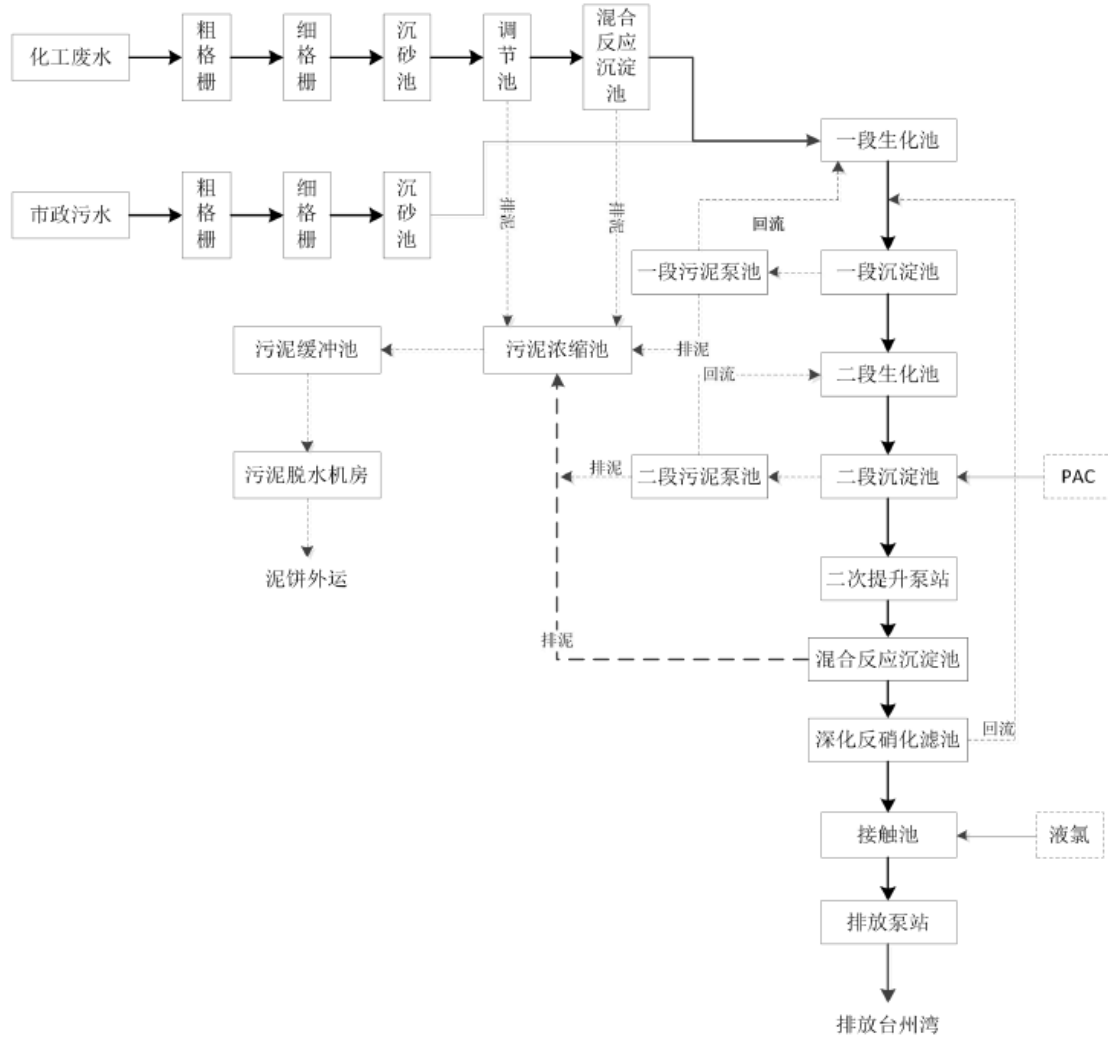 化工废水
粗格栅
细格栅
沉砂池
调节池
混合
反应
沉淀
池
一段生化池
市政污水
粗格栅
细格栅
沉砂池
排泥
排泥
回流
一段污泥泵池
一段沉淀池
污泥缓冲池
污泥浓缩池
排泥
回流
二段生化池
污泥脱水机房
排泥
二段污泥泵池
二段沉淀池
PAC
泥饼外运
二次提升泵站
排泥
混合反应沉淀池
深化反硝化滤池
回流
接触池
液氯
排放泵站
排放台州湾